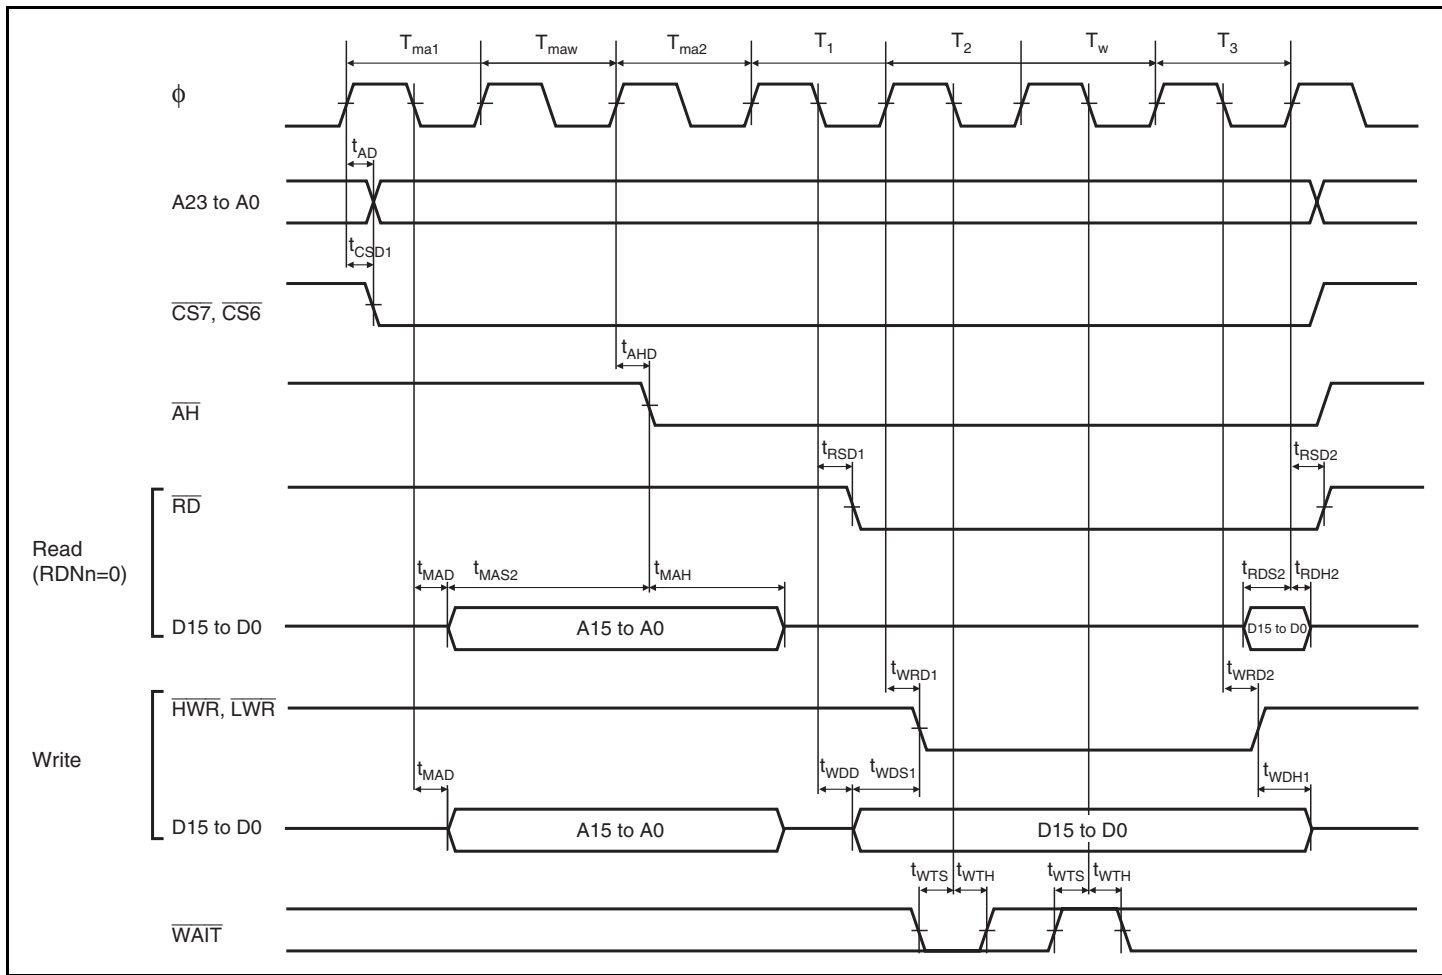 Tma1 Tmaw Tma2 T1 T2 Tw T3
ϕ
tAD
A23 to A0
tCSD1
CS7, CS6
tAHD
AH
tRSD1 tRSD2
RD
Read
(RDNn=0)
tMAD tMAS2 tMAH tRDS2 tRDH2
D15 to D0 A15 to A0 D15 to D0
tWRD1 tWRD2
HWR, LWR
Write
tMAD tWDD tWDS1 tWDH1
D15 to D0 A15 to A0 D15 to D0
tWTS tWTH tWTS tWTH
WAIT